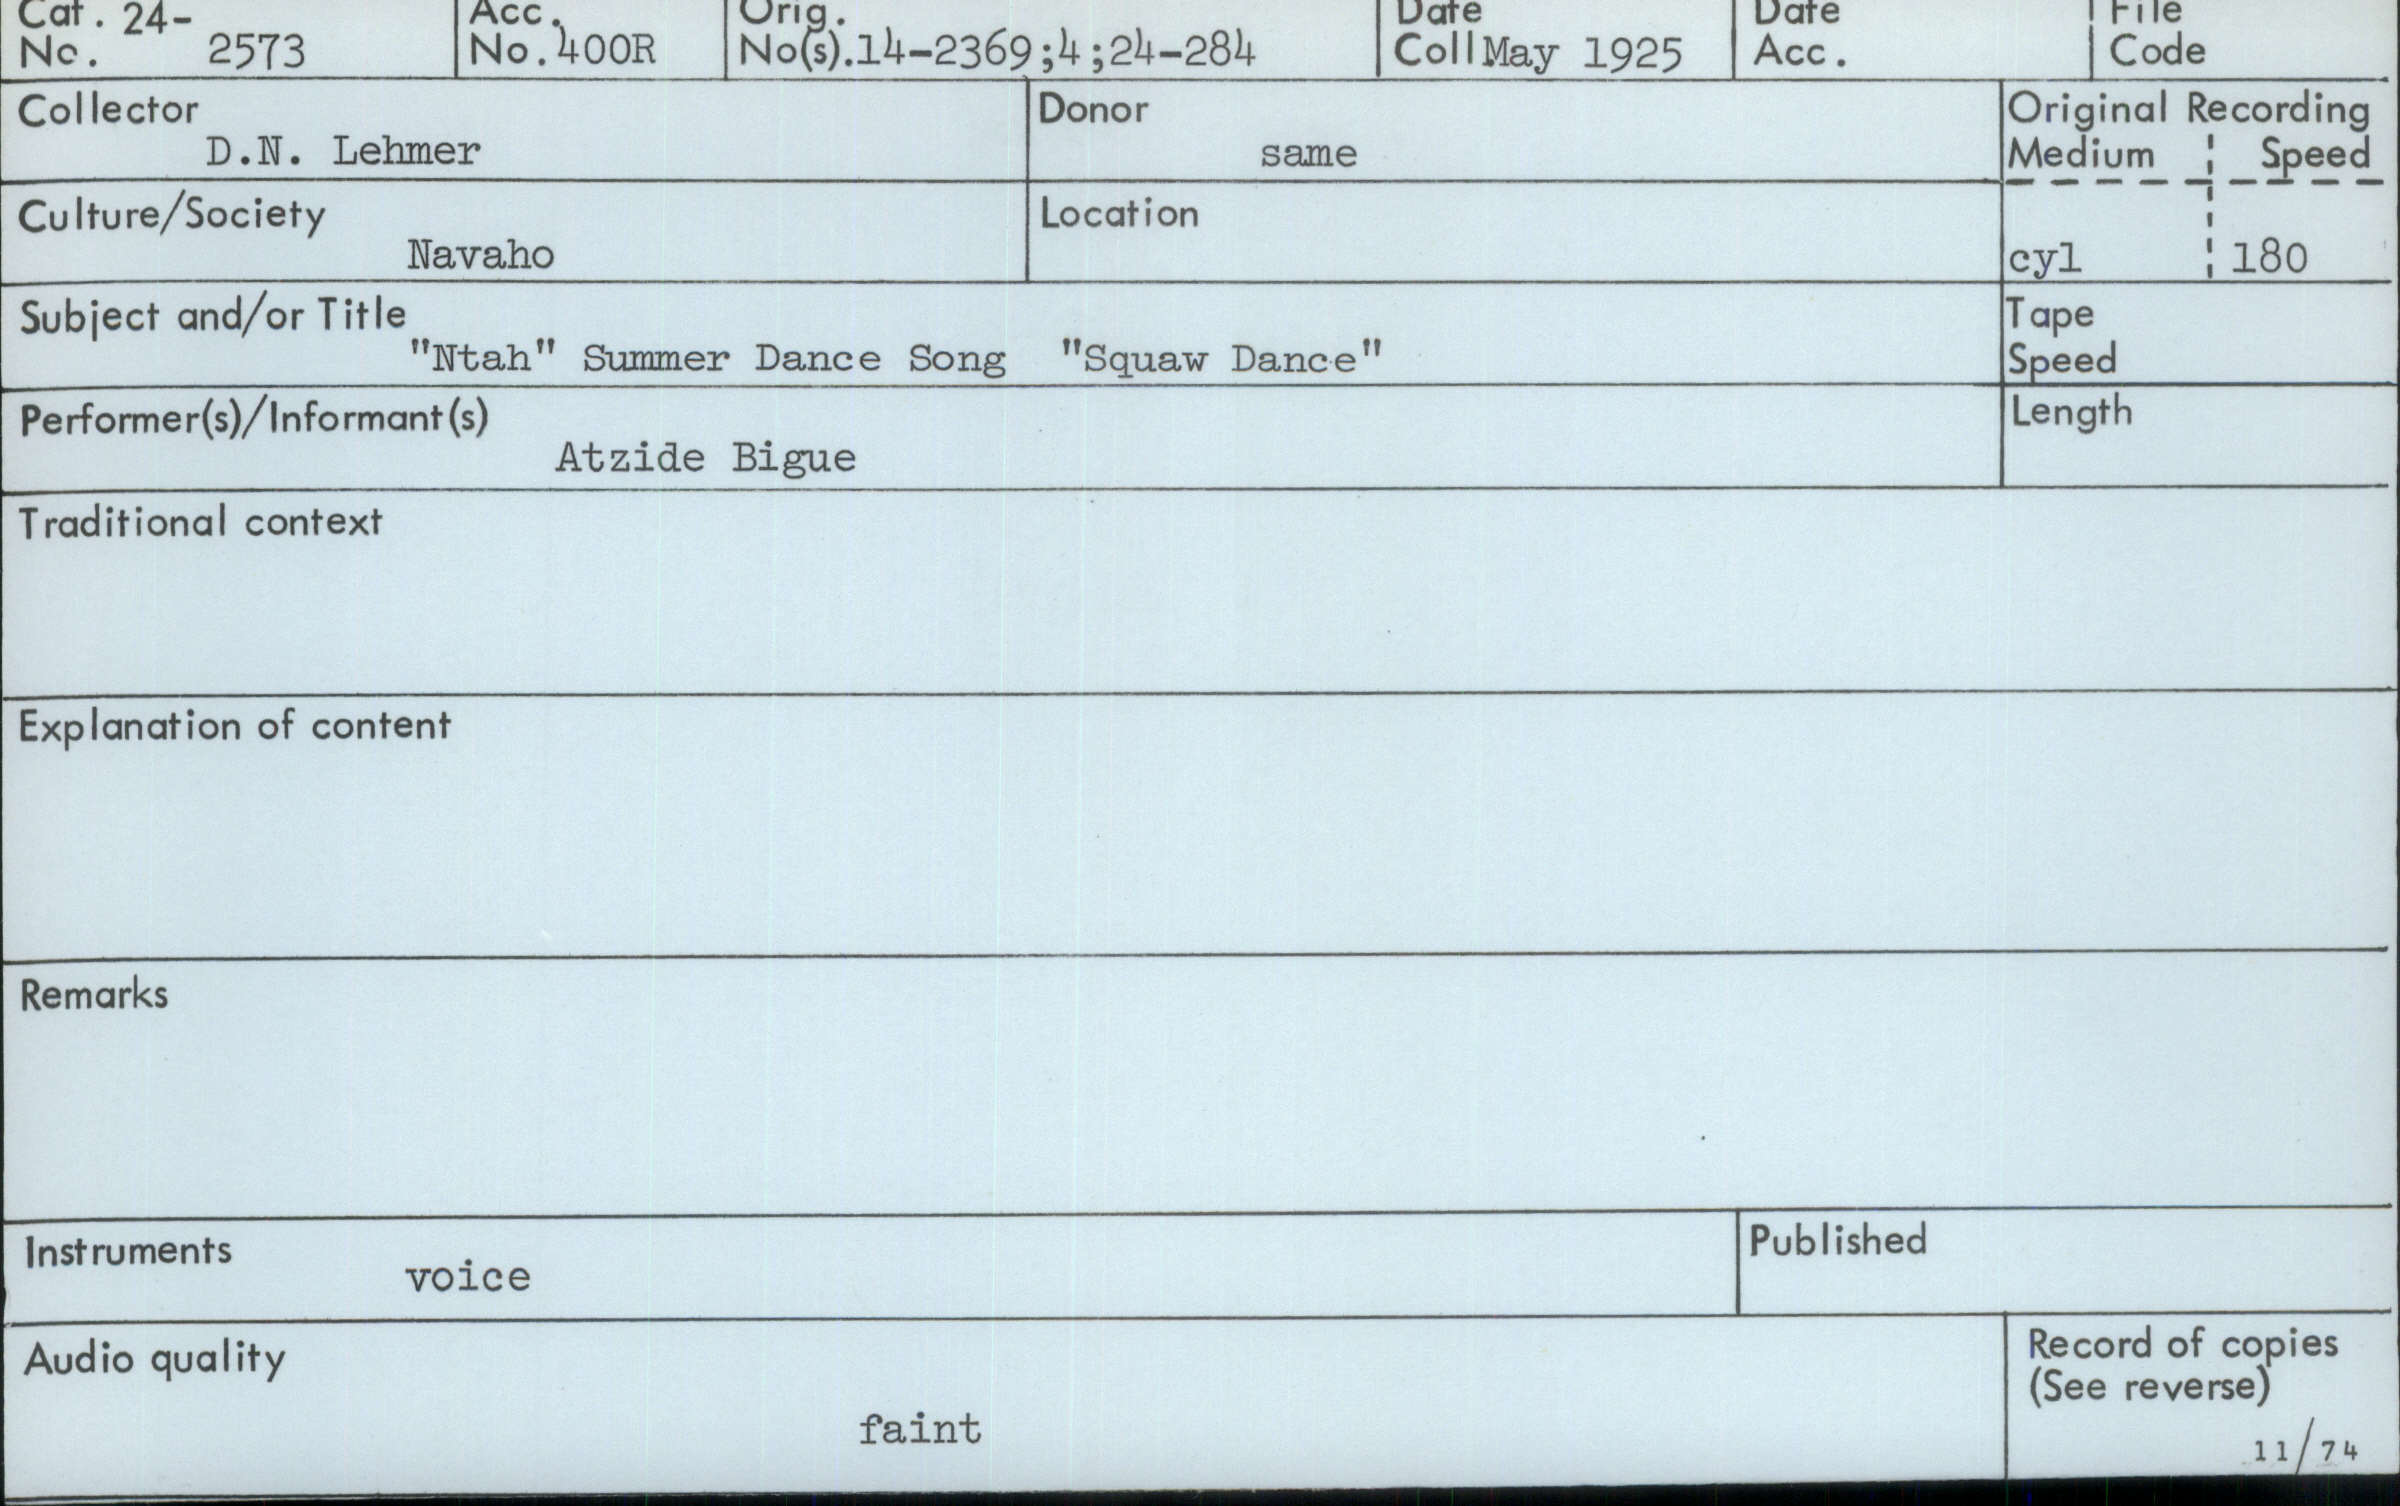 Cat. 24-
No. 2573
Acc.
No. 400R
Orig.
No(s).14-2369;4;24-284
Date
Coll May 1925
Date
Acc.
File
Code
Collector
D.N. Lehmer
Donor
same
Original Recording
Medium Speed
cyl 180
Culture/Society
Navaho
Location
Subject and/or Title
"Ntah" Summer Dance Song "Squaw Dance"
Tape
Speed
Performer(s)/Informant(s)
Atzide Bigue
Length
Traditional context
Explanation of content
Remarks
Instruments
voice
Published
Audio quality
faint
Record of copies
(See reverse)
11/74